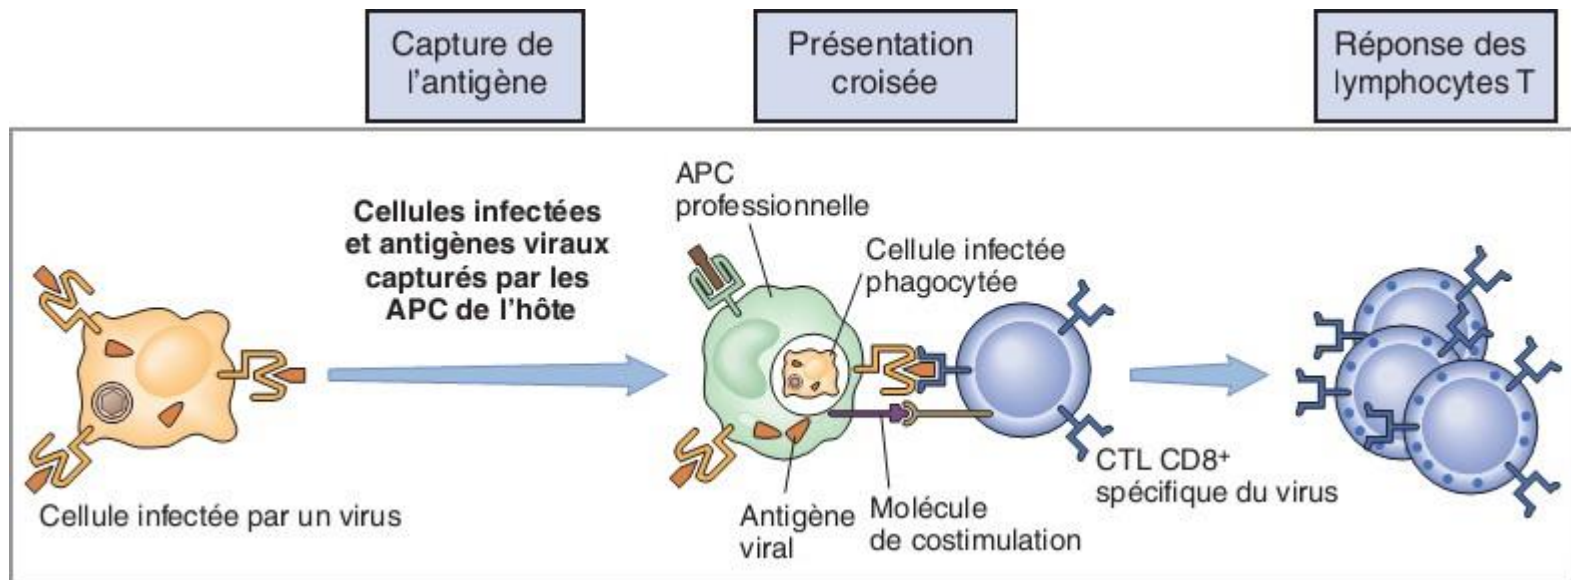 Capture de
l'antigène
Présentation
croisée
Réponse des
lymphocytes T
Cellules infectées
et antigènes viraux
capturés par les
APC de l'hôte
APC
professionnelle
Cellule infectée
phagocytée
Cellule infectée par un virus
Antigène
viral
Molécule
de costimulation
CTL CD8⁺
spécifique du virus